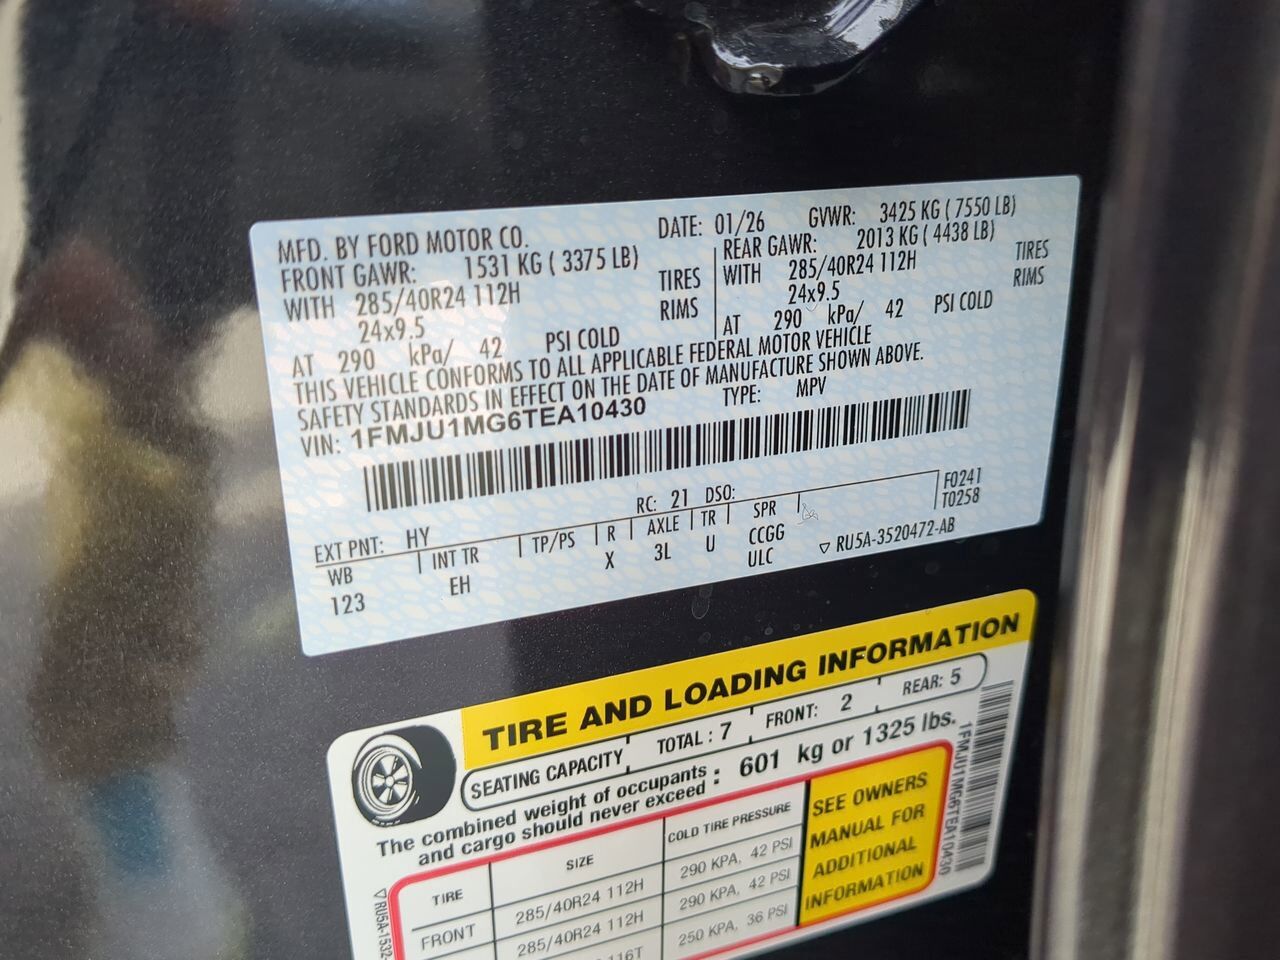 MFD. BY FORD MOTOR CO.
DATE: 01/26 GVWR: 3425 KG ( 7550 LB)
FRONT GAWR: 1531 KG ( 3375 LB)
REAR GAWR: 2013 KG ( 4438 LB)
WITH 285/40R24 112H TIRES
WITH 285/40R24 112H TIRES
24x9.5 RIMS
24x9.5 RIMS
AT 290 kPa/ 42 PSI COLD
AT 290 kPa/ 42 PSI COLD
THIS VEHICLE CONFORMS TO ALL APPLICABLE FEDERAL MOTOR VEHICLE
SAFETY STANDARDS IN EFFECT ON THE DATE OF MANUFACTURE SHOWN ABOVE.
VIN: 1FMJU1MG6TEA10430 TYPE: MPV
RC: 21 DSO:
F0241
T0258
EXT PNT: HY
WB INT TR TP/PS R AXLE TR SPR
123 EH X 3L U CCGG
ULC
RU5A-3520472-AB
TIRE AND LOADING INFORMATION
SEATING CAPACITY TOTAL : 7 FRONT: 2 REAR: 5
The combined weight of occupants
and cargo should never exceed : 601 kg or 1325 lbs.
TIRE SIZE COLD TIRE PRESSURE
FRONT 285/40R24 112H 290 KPA, 42 PSI
285/40R24 112H 290 KPA, 42 PSI
116T 250 KPA, 36 PSI
SEE OWNERS
MANUAL FOR
ADDITIONAL
INFORMATION
1FMJU1MG6TEA10430
RU5A-1532-